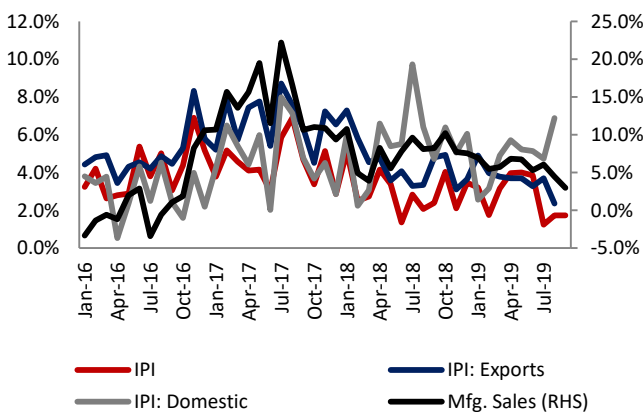 12.0%
10.0%
8.0%
6.0%
4.0%
2.0%
0.0%
25.0%
20.0%
15.0%
10.0%
5.0%
0.0%
-5.0%
Jan-16
Apr-16
Jul-16
Oct-16
Jan-17
Apr-17
Jul-17
Oct-17
Jan-18
Apr-18
Jul-18
Oct-18
Jan-19
Apr-19
Jul-19
IPI IPI: Exports
IPI: Domestic Mfg. Sales (RHS)